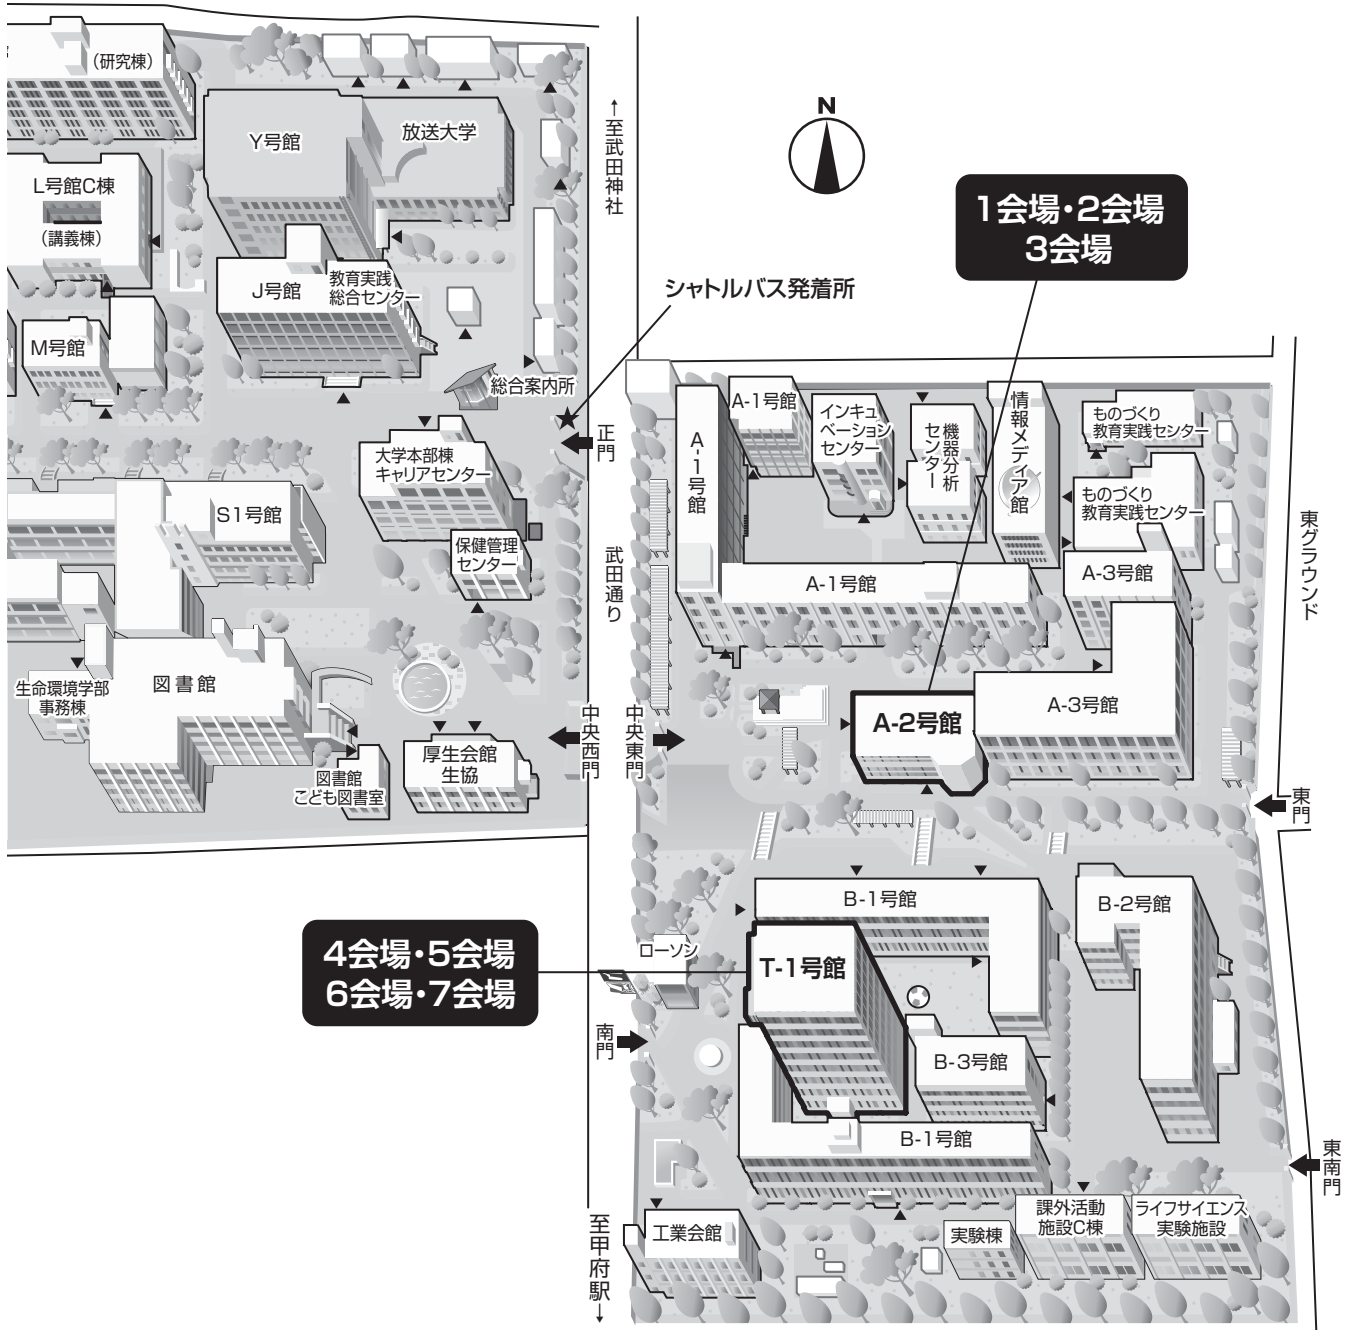 (研究棟)
Y号館
放送大学
↑至武田神社
N
L号館C棟
(講義棟)
1会場・2会場
3会場
J号館
教育実践
総合センター
シャトルバス発着所
M号館
総合案内所
正門
大学本部棟
キャリアセンター
S1号館
保健管理
センター
武田通り
A-1号館
A-1号館
インキュ
ベーション
センター
機器分析
センター
情報メディア館
ものづくり
教育実践センター
ものづくり
教育実践センター
東グラウンド
A-1号館
A-3号館
生命環境学部
事務棟
図書館
A-2号館
A-3号館
中央西門
中央東門
厚生会館
生協
図書館
こども図書室
東門
B-1号館
B-2号館
4会場・5会場
6会場・7会場
ローソン
T-1号館
南門
B-3号館
B-1号館
東南門
至甲府駅→
工業会館
実験棟
課外活動
施設C棟
ライフサイエンス
実験施設